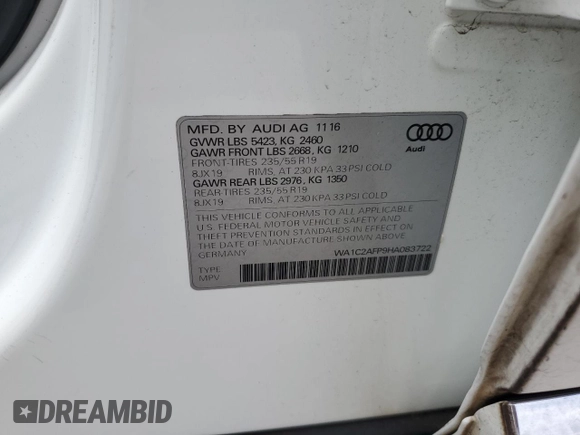 MFD. BY AUDI AG 1116
GVWR LBS 5423, KG 2460
GAWR FRONT LBS 2668, KG 1210
FRONT-TIRES 235/55 R19
8JX19 RIMS, AT 230 KPA 33 PSI COLD
GAWR REAR LBS 2976, KG 1350
REAR TIRES 235/55 R19
8JX19 RIMS, AT 230 KPA 33 PSI COLD
THIS VEHICLE CONFORMS TO ALL APPLICABLE
U.S. FEDERAL MOTOR VEHICLE SAFETY AND
THEFT PREVENTION STANDARDS IN EFFECT ON
THE DATE OF MANUFACTURE SHOWN ABOVE.
GERMANY
WA1C2AFP9HA083722
TYPE
MPV
Audi
#DREAMBID